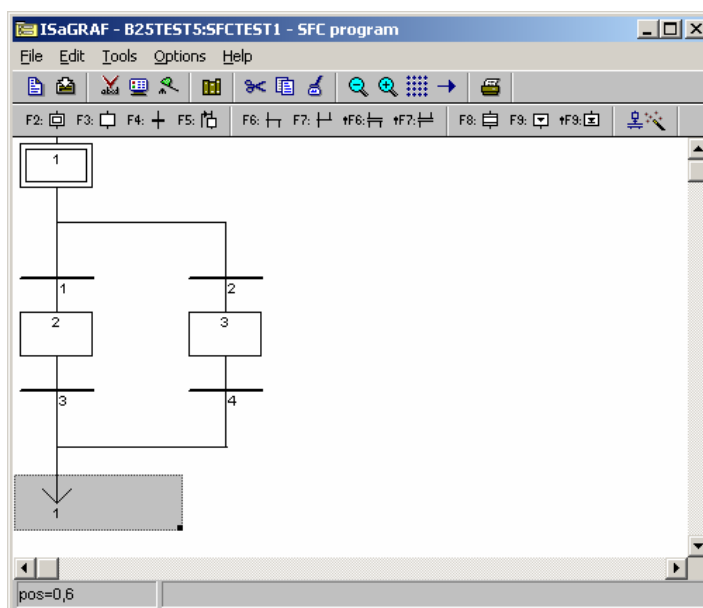 ISaGRAF - B25TEST5:SFCTEST1 - SFC program
File Edit Tools Options Help
F2: F3: F4: F5: F6: F7: ↑F6: ↑F7: F8: F9: ↑F9:
1
1 2
2 3
3 4
1
pos=0,6